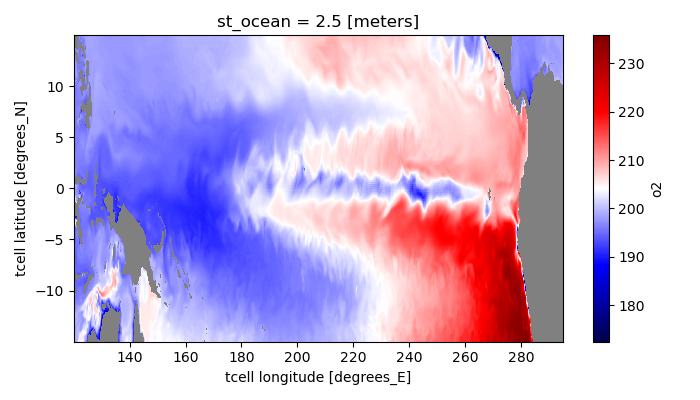 st_ocean = 2.5 [meters]
tcell latitude [degrees_N]
10
5
0
−5
−10
140 160 180 200 220 240 260 280
tcell longitude [degrees_E]
230
220
210
200
190
180
o2